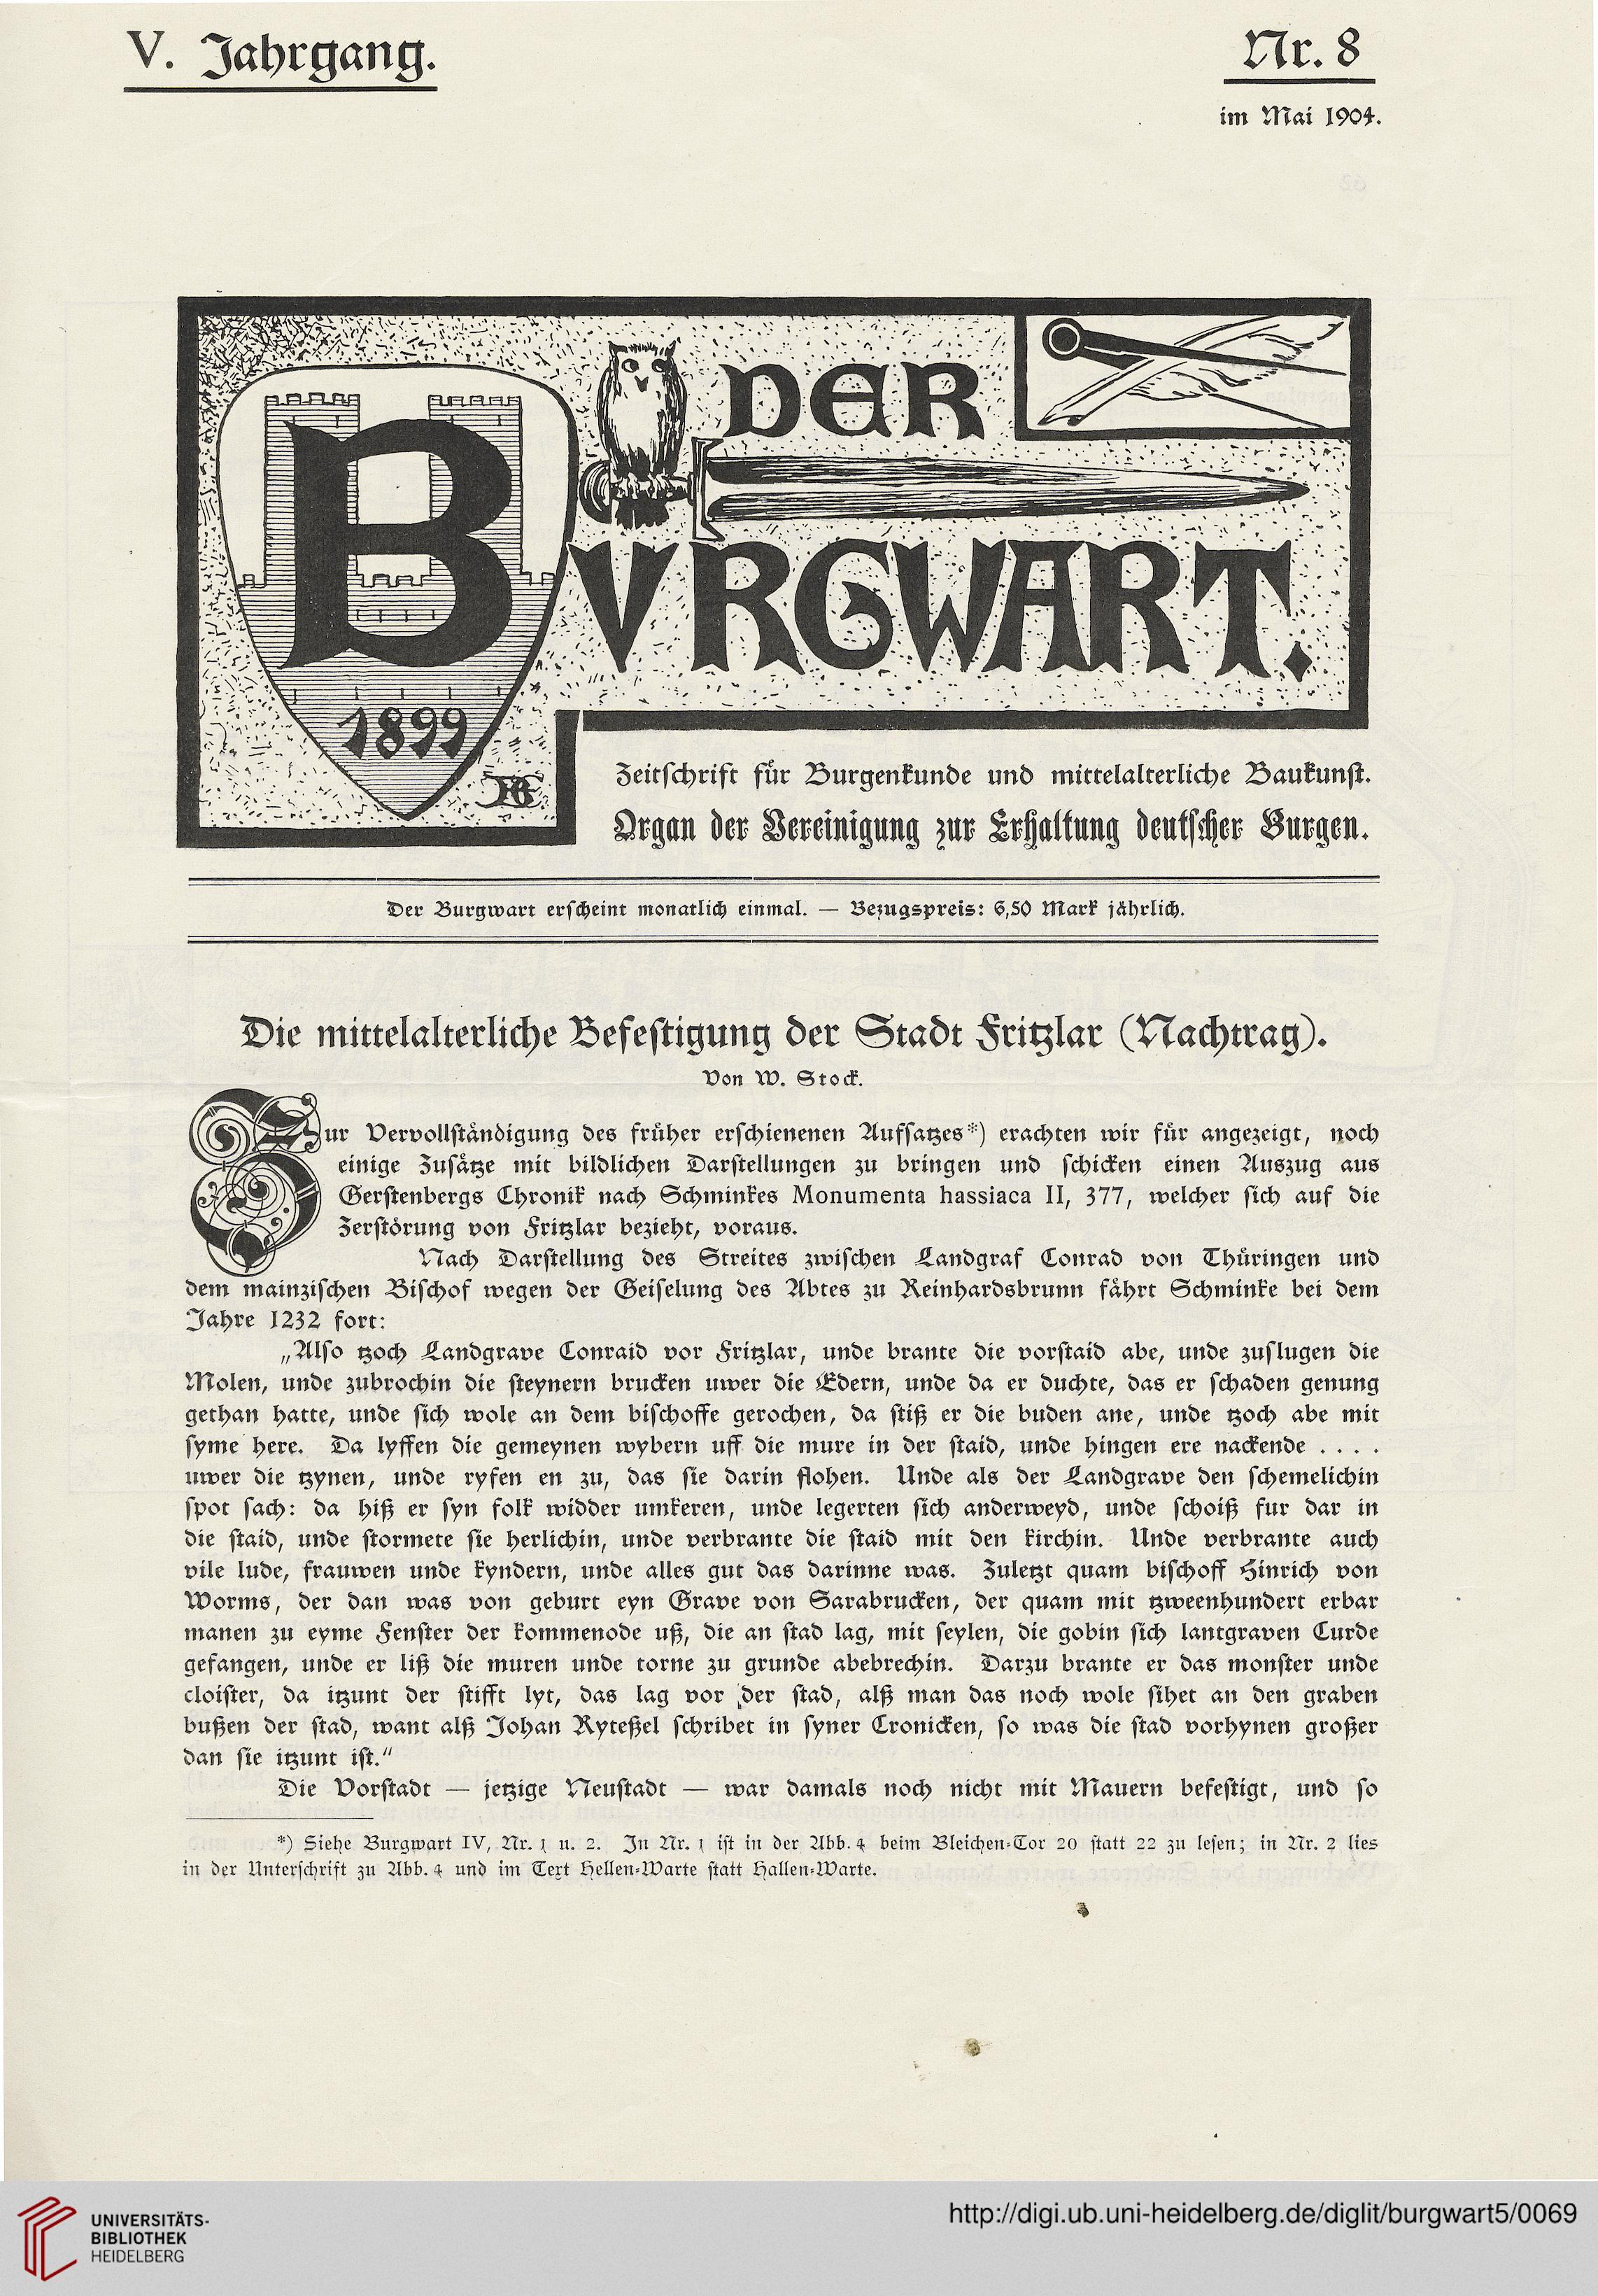 V. Jahrgang.
Nr. 8
im Mai 1904.
DER
BVRGWART.
1899
Zeitschrift für Burgenkunde und mittelalterliche Baukunst.
Organ der Vereinigung zur Erhaltung deutscher Burgen.
Der Burgwart erscheint monatlich einmal. — Bezugspreis: 6,50 Mark jährlich.
Die mittelalterliche Befestigung der Stadt Fritzlar (Nachtrag).
Von W. Stock.
Zur Vervollständigung des früher erschienenen Aufsatzes*) erachten wir für angezeigt, noch
einige Zusätze mit bildlichen Darstellungen zu bringen und schicken einen Auszug aus
Gerstenbergs Chronik nach Schminkes Monumenta hassiaca II, 377, welcher sich auf die
Zerstörung von Fritzlar bezieht, voraus.
Nach Darstellung des Streites zwischen Landgraf Conrad von Thüringen und
dem mainzischen Bischof wegen der Geiselung des Abtes zu Reinhardsbrunn fährt Schminke bei dem
Jahre 1232 fort:
„Also tzoch Landgrave Conraid vor Fritzlar, unde brante die vorstaid abe, unde zuslugen die
Molen, unde zubrochin die steynern brucken uwer die Edern, unde da er duchte, das er schaden genung
gethan hatte, unde sich wole an dem bischoffe gerochen, da stiß er die buden ane, unde tzoch abe mit
syme here. Da lyffen die gemeynen wybern uff die mure in der staid, unde hingen ere nackende . . . .
uwer die tzynen, unde ryfen en zu, das sie darin flohen. Unde als der Landgrave den schemelichin
spot sach: da hiß er syn folk widder umkeren, unde legerten sich anderweyd, unde schoiß fur dar in
die staid, unde stormete sie herlichin, unde verbrante die staid mit den kirchin. Unde verbrante auch
vile lude, frauwen unde kyndern, unde alles gut das darinne was. Zuletzt quam bischoff Hinrich von
Worms, der dan was von geburt eyn Grave von Sarabrucken, der quam mit tzweenhundert erbar
manen zu eyme Fenster der kommenode uß, die an stad lag, mit seylen, die gobin sich lantgraven Curde
gefangen, unde er liß die muren unde torne zu grunde abebrechin. Darzu brante er das monster unde
cloister, da itzunt der stifft lyt, das lag vor der stad, alß man das noch wole sihet an den graben
bußen der stad, want alß Johan Ryteßel schribet in syner Cronicken, so was die stad vorhynen großer
dan sie itzunt ist.“
Die Vorstadt — jetzige Neustadt — war damals noch nicht mit Mauern befestigt, und so
*) Siehe Burgwart IV, Nr. 1 u. 2. In Nr. 1 ist in der Abb. 4 beim Bleichen-Tor 20 statt 22 zu lesen; in Nr. 2 lies
in der Unterschrift zu Abb. 4 und im Text Hellen-Warte statt Hallen-Warte.
UNIVERSITÄTS-
BIBLIOTHEK
HEIDELBERG
http://digi.ub.uni-heidelberg.de/diglit/burgwart5/0069